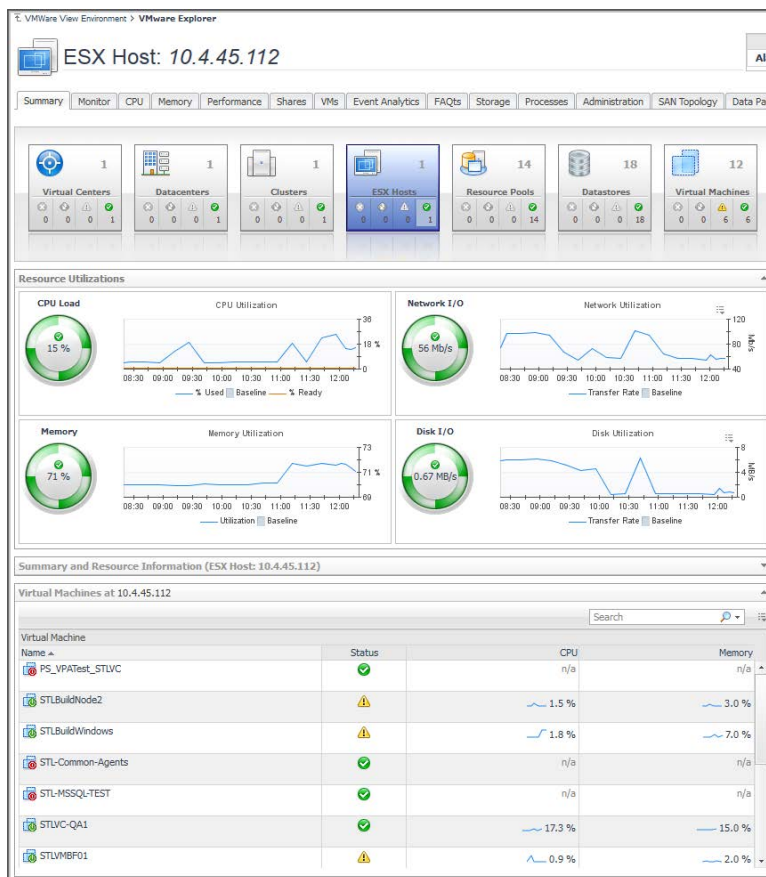 VMWare View Environment > VMware Explorer
ESX Host: 10.4.45.112
Al
Summary Monitor CPU Memory Performance Shares VMs Event Analytics FAQts Storage Processes Administration SAN Topology Data Pa
1 1 1 1 14 18 12
Virtual Centers Datacenters Clusters ESX Hosts Resource Pools Datastores Virtual Machines
0 0 0 1 0 0 0 1 0 0 0 1 0 0 0 1 0 0 0 14 0 0 0 18 0 0 6 6
Resource Utilizations
CPU Load
15 %
CPU Utilization
36
18 %
0
08:30 09:00 09:30 10:00 10:30 11:00 11:30 12:00
% Used Baseline % Ready
Network I/O
56 Mb/s
Network Utilization
120
80
40
Mb/s
08:30 09:00 09:30 10:00 10:30 11:00 11:30 12:00
Transfer Rate Baseline
Memory
71 %
Memory Utilization
73
71 %
69
08:30 09:00 09:30 10:00 10:30 11:00 11:30 12:00
Utilization Baseline
Disk I/O
0.67 MB/s
Disk Utilization
8
4
0
MB/s
08:30 09:00 09:30 10:00 10:30 11:00 11:30 12:00
Transfer Rate Baseline
Summary and Resource Information (ESX Host: 10.4.45.112)
Virtual Machines at 10.4.45.112
Search
Virtual Machine
Name Status CPU Memory
PS_VPATest_STLVC n/a n/a
STLBuildNode2 1.5 % 3.0 %
STLBuildWindows 1.8 % 7.0 %
STL-Common-Agents n/a n/a
STL-MSSQL-TEST n/a n/a
STLVC-QA1 17.3 % 15.0 %
STLVMBF01 0.9 % 2.0 %